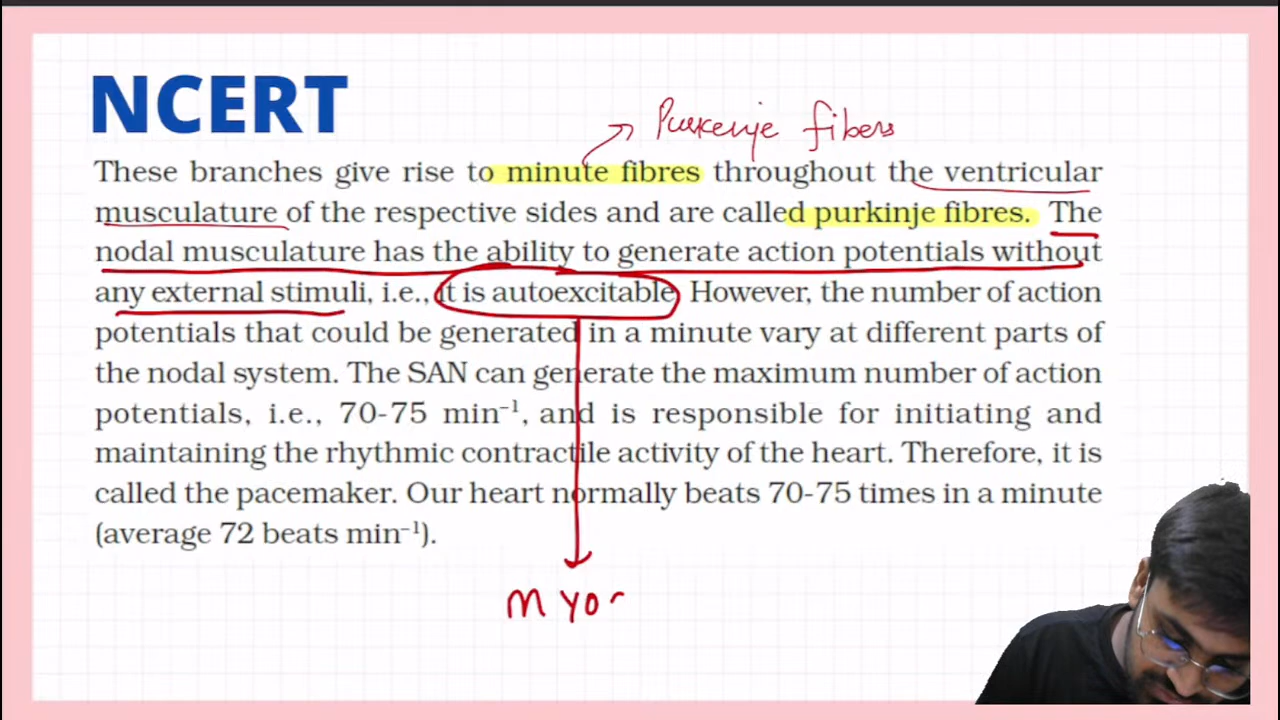 NCERT
Purkenje fibers
These branches give rise to minute fibres throughout the ventricular
musculature of the respective sides and are called purkinje fibres. The
nodal musculature has the ability to generate action potentials without
any external stimuli, i.e., it is autoexcitable. However, the number of action
potentials that could be generated in a minute vary at different parts of
the nodal system. The SAN can generate the maximum number of action
potentials, i.e., 70-75 min⁻¹, and is responsible for initiating and
maintaining the rhythmic contractile activity of the heart. Therefore, it is
called the pacemaker. Our heart normally beats 70-75 times in a minute
(average 72 beats min⁻¹).
myo